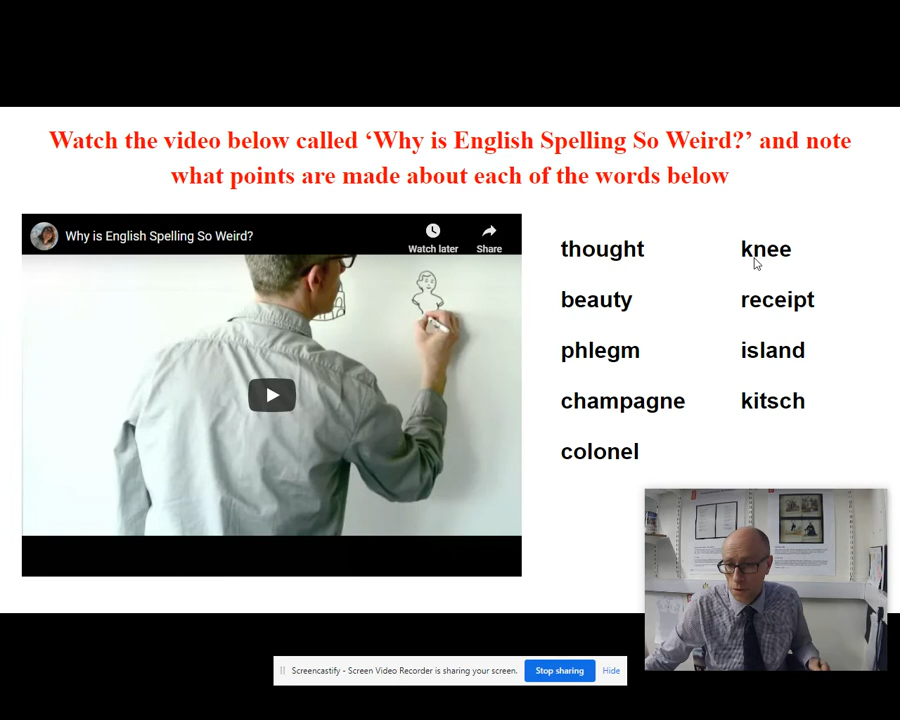 Watch the video below called ‘Why is English Spelling So Weird?’ and note
what points are made about each of the words below
Why is English Spelling So Weird?
Watch later
Share
thought
knee
beauty
receipt
phlegm
island
champagne
kitsch
colonel
Screencastify - Screen Video Recorder is sharing your screen.
Stop sharing
Hide